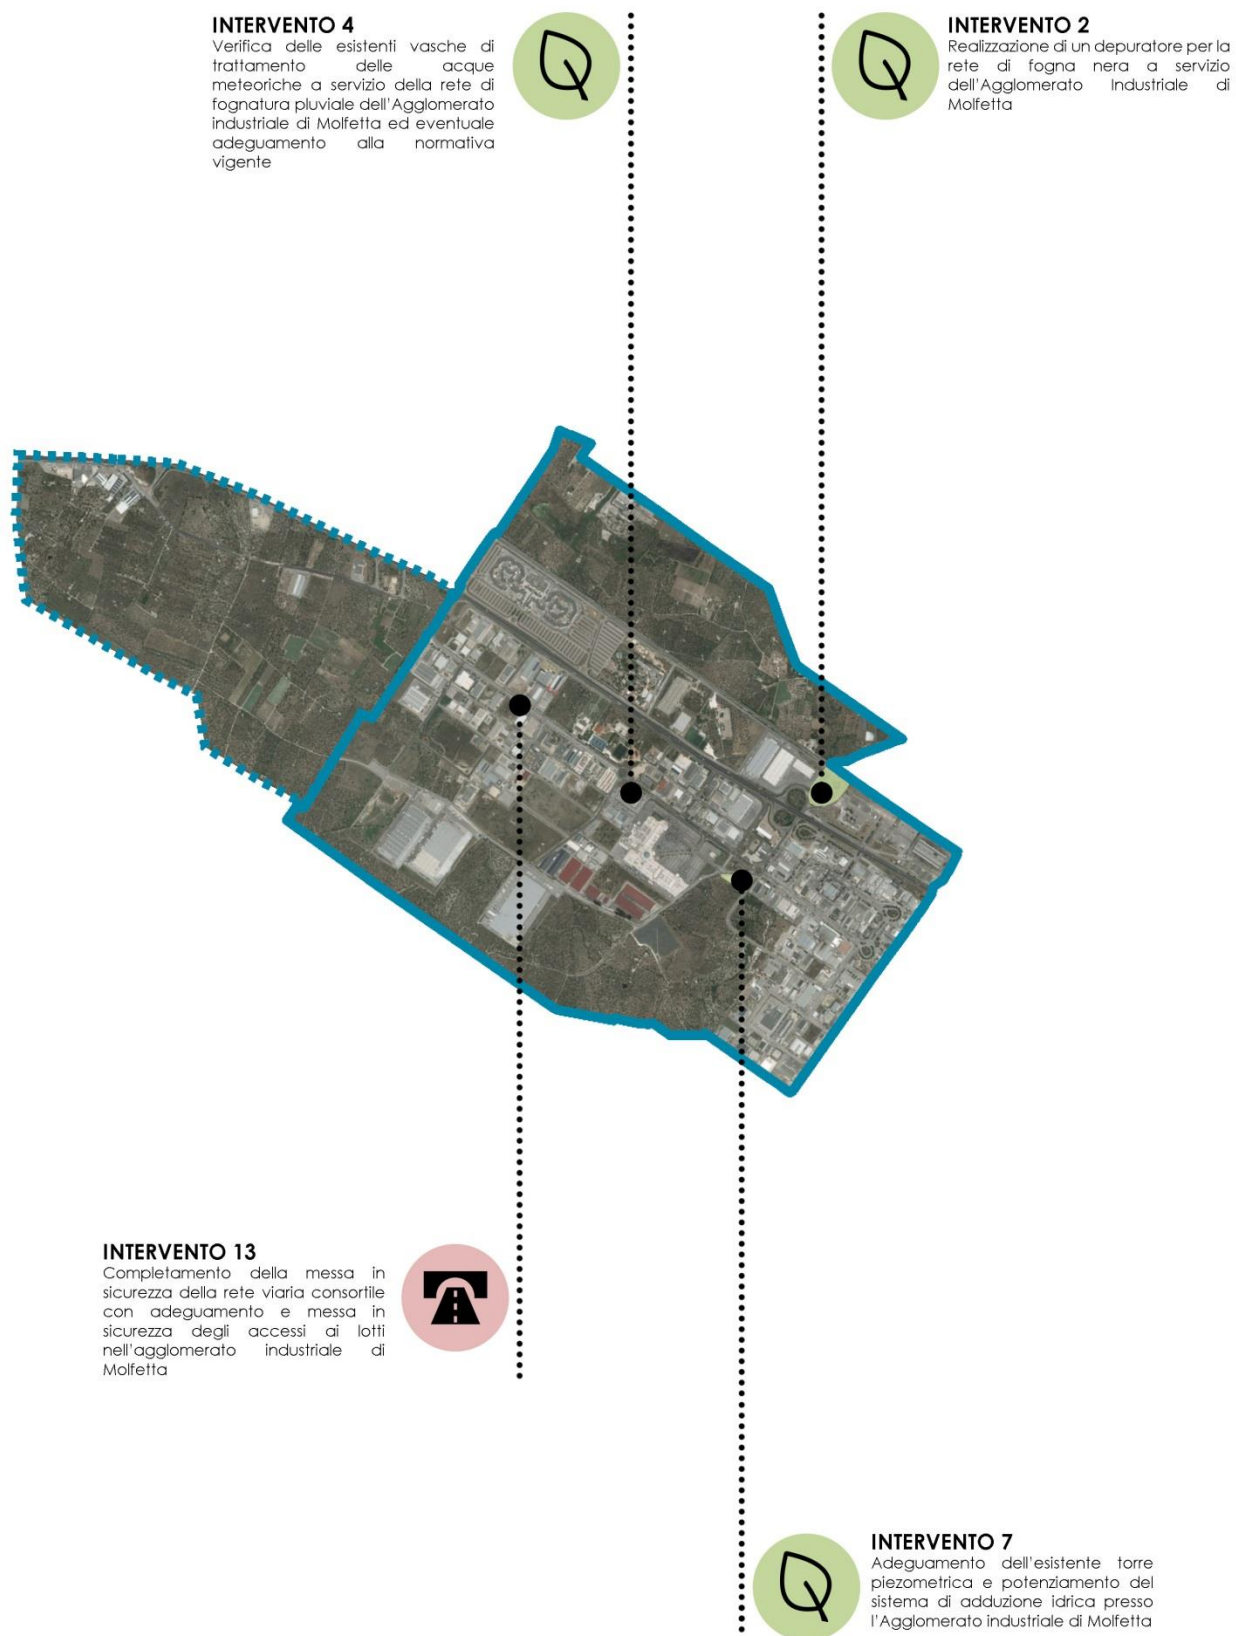 INTERVENTO 4
Verifica delle esistenti vasche di
trattamento delle acque
meteoriche a servizio della rete di
fognatura pluviale dell'Agglomerato
industriale di Molfetta ed eventuale
adeguamento alla normativa
vigente
INTERVENTO 2
Realizzazione di un depuratore per la
rete di fogna nera a servizio
dell'Agglomerato Industriale di
Molfetta
INTERVENTO 13
Completamento della messa in
sicurezza della rete viaria consortile
con adeguamento e messa in
sicurezza degli accessi ai lotti
nell'agglomerato industriale di
Molfetta
INTERVENTO 7
Adeguamento dell'esistente torre
piezometrica e potenziamento del
sistema di adduzione idrica presso
l'Agglomerato industriale di Molfetta